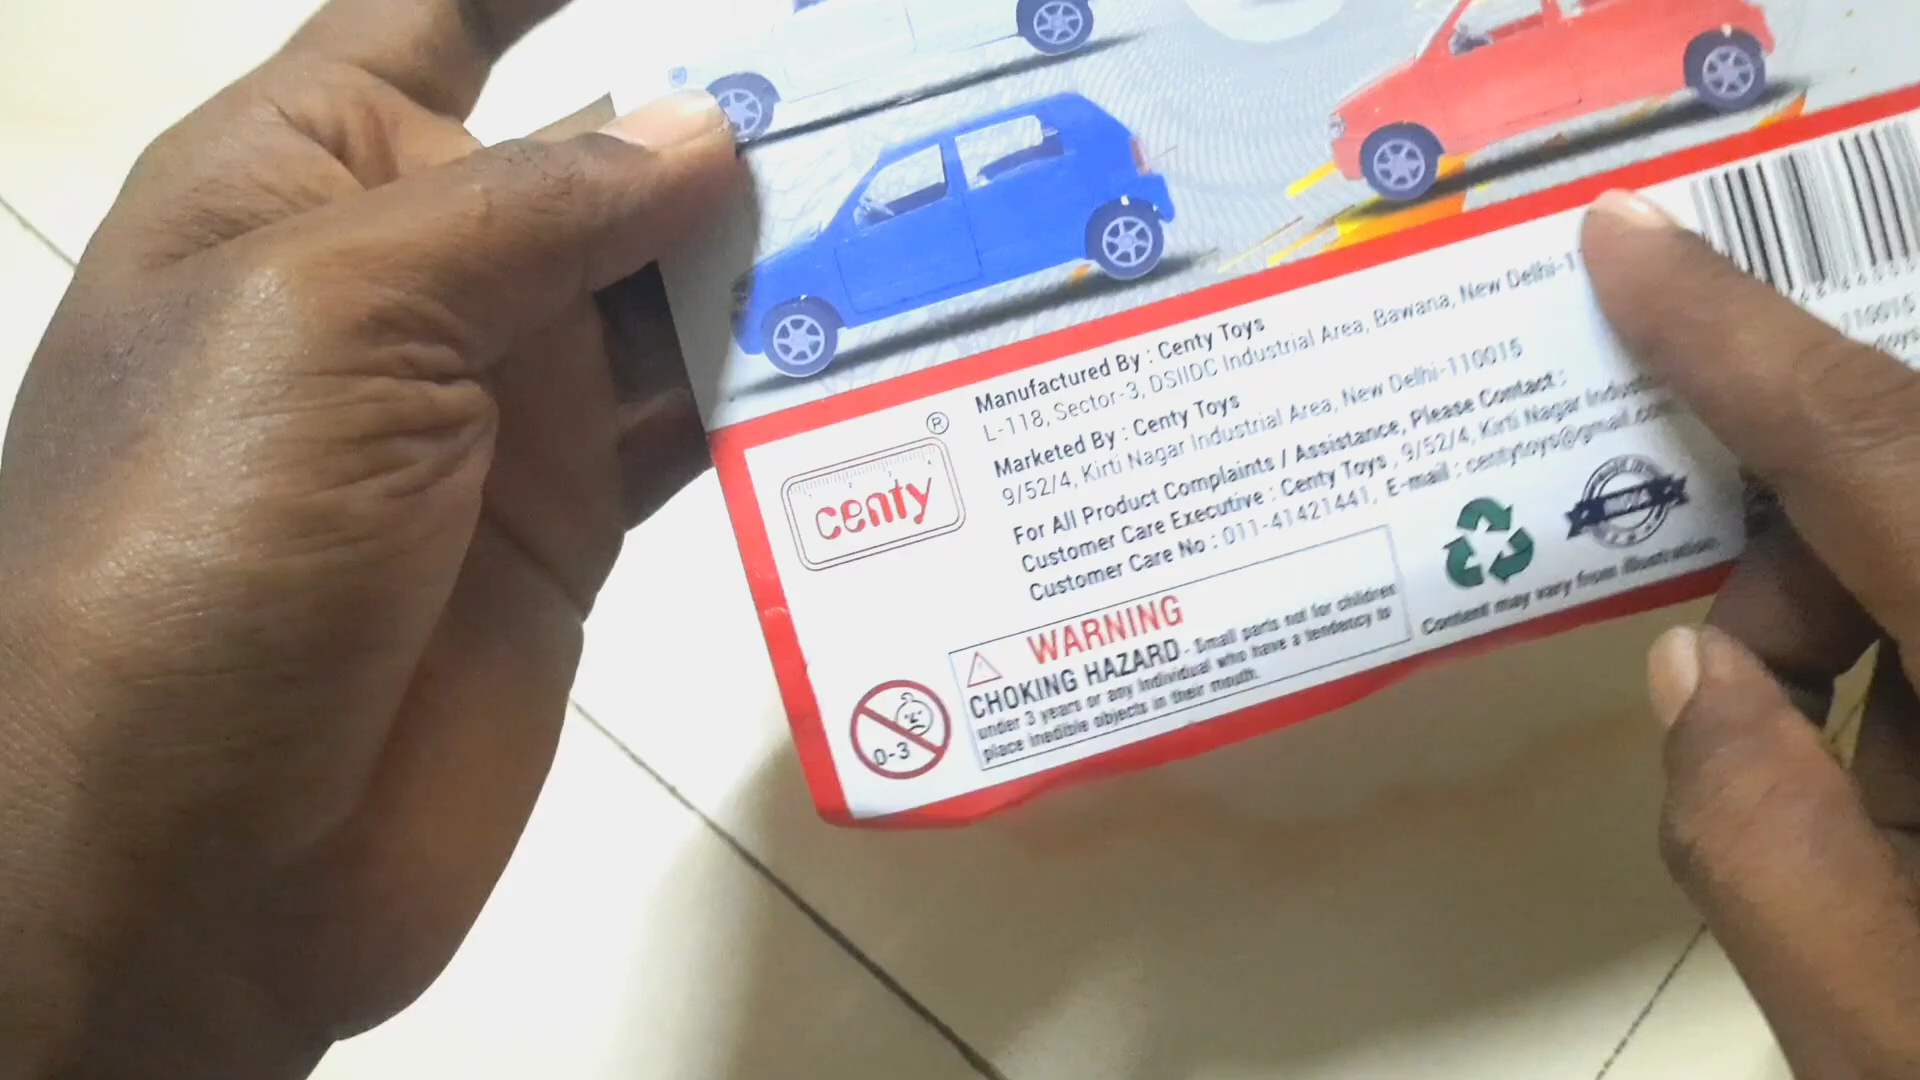 Manufactured By : Centy Toys
L-118, Sector-3, DSIIDC Industrial Area, Bawana, New Delhi-1
Marketed By : Centy Toys
9/52/4, Kirti Nagar Industrial Area, New Delhi-110015
For All Product Complaints / Assistance, Please Contact :
Customer Care Executive : Centy Toys , 9/52/4, Kirti Nagar
Customer Care No : 011-41421441, E-mail : centytoys@gmail.co
®
centy
WARNING
CHOKING HAZARD - Small parts not for children
under 3 years or any individual who have a tendency to
place inedible objects in their mouth.
0-3
Content may vary from illustration.
110015